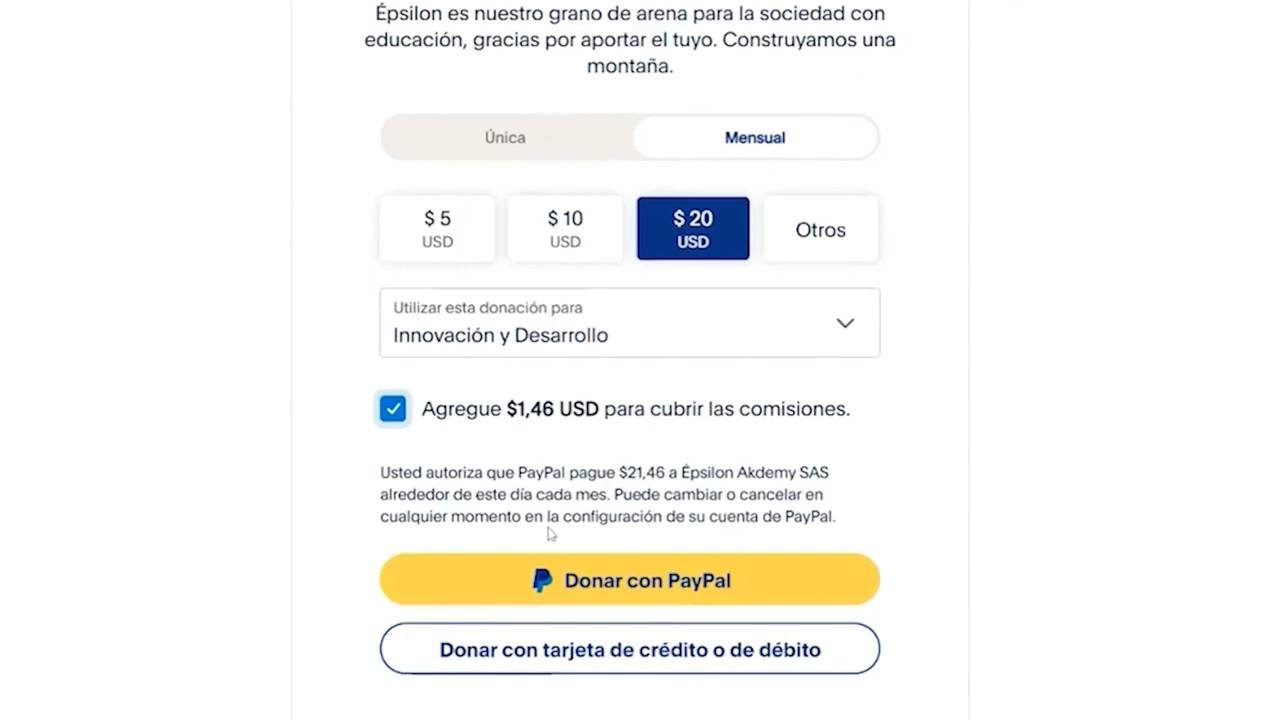 Épsilon es nuestro grano de arena para la sociedad con
educación, gracias por aportar el tuyo. Construyamos una
montaña.
Única
Mensual
$ 5
USD
$ 10
USD
$ 20
USD
Otros
Utilizar esta donación para
Innovación y Desarrollo
Agregue $1,46 USD para cubrir las comisiones.
Usted autoriza que PayPal pague $21,46 a Épsilon Akdemy SAS
alrededor de este día cada mes. Puede cambiar o cancelar en
cualquier momento en la configuración de su cuenta de PayPal.
Donar con PayPal
Donar con tarjeta de crédito o de débito